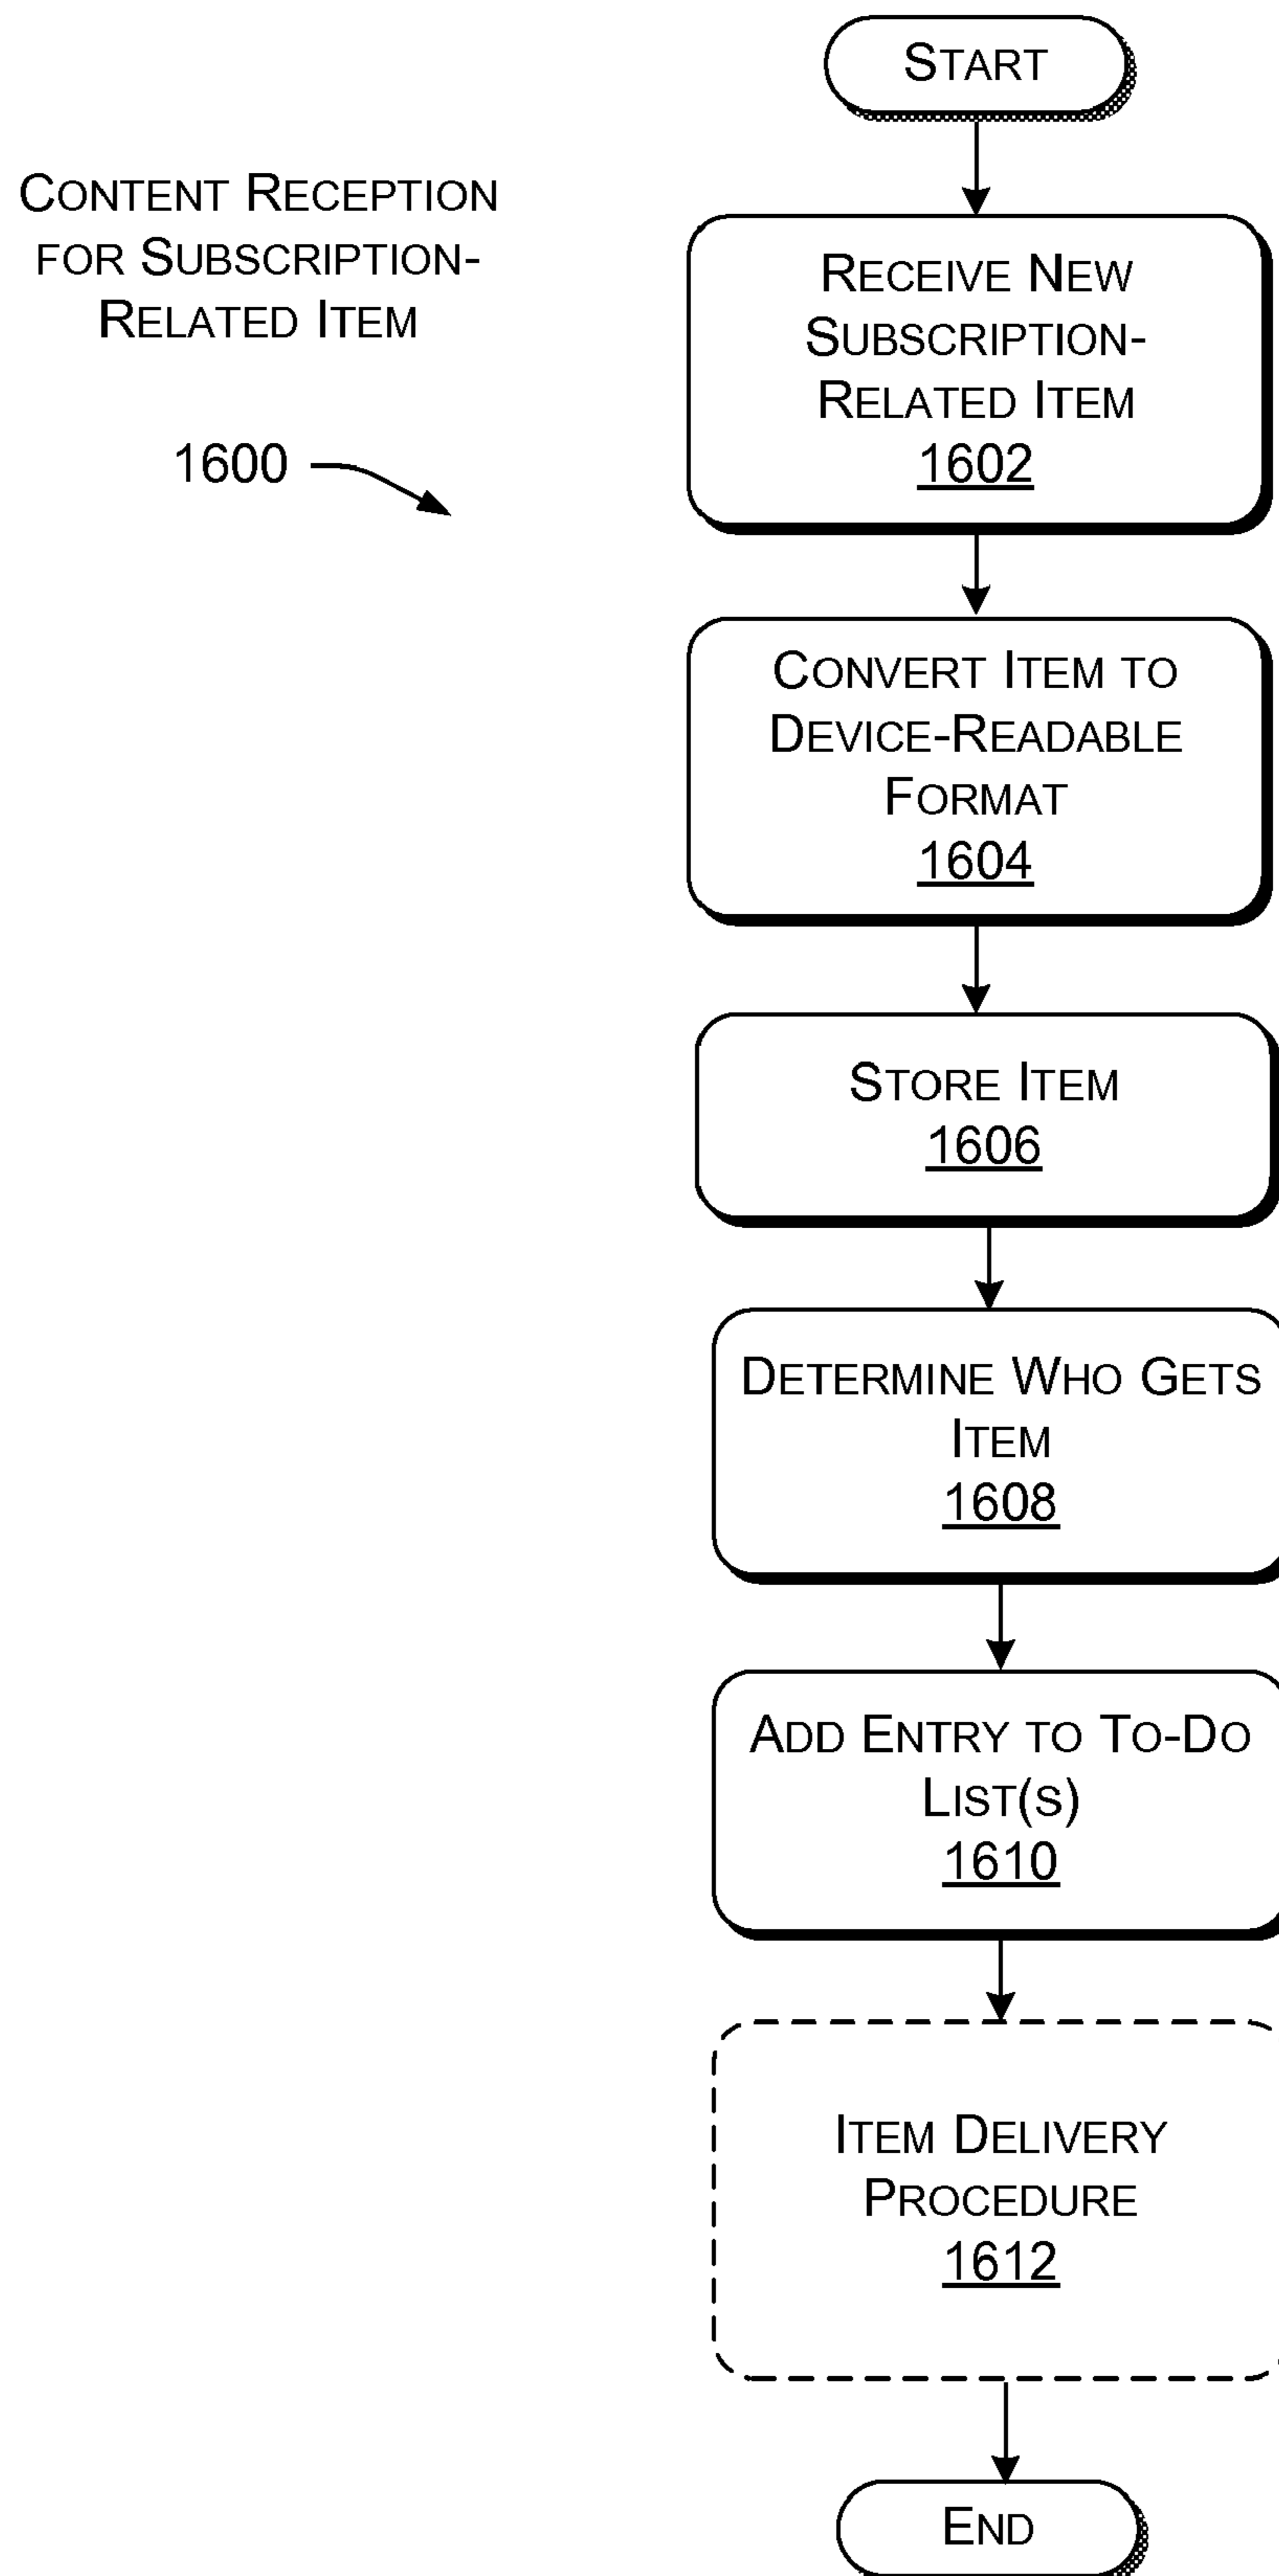 START
CONTENT RECEPTION
FOR SUBSCRIPTION-
RELATED ITEM
1600
RECEIVE NEW
SUBSCRIPTION-
RELATED ITEM
1602
CONVERT ITEM TO
DEVICE-READABLE
FORMAT
1604
STORE ITEM
1606
DETERMINE WHO GETS
ITEM
1608
ADD ENTRY TO TO-DO
LIST(S)
1610
ITEM DELIVERY
PROCEDURE
1612
END